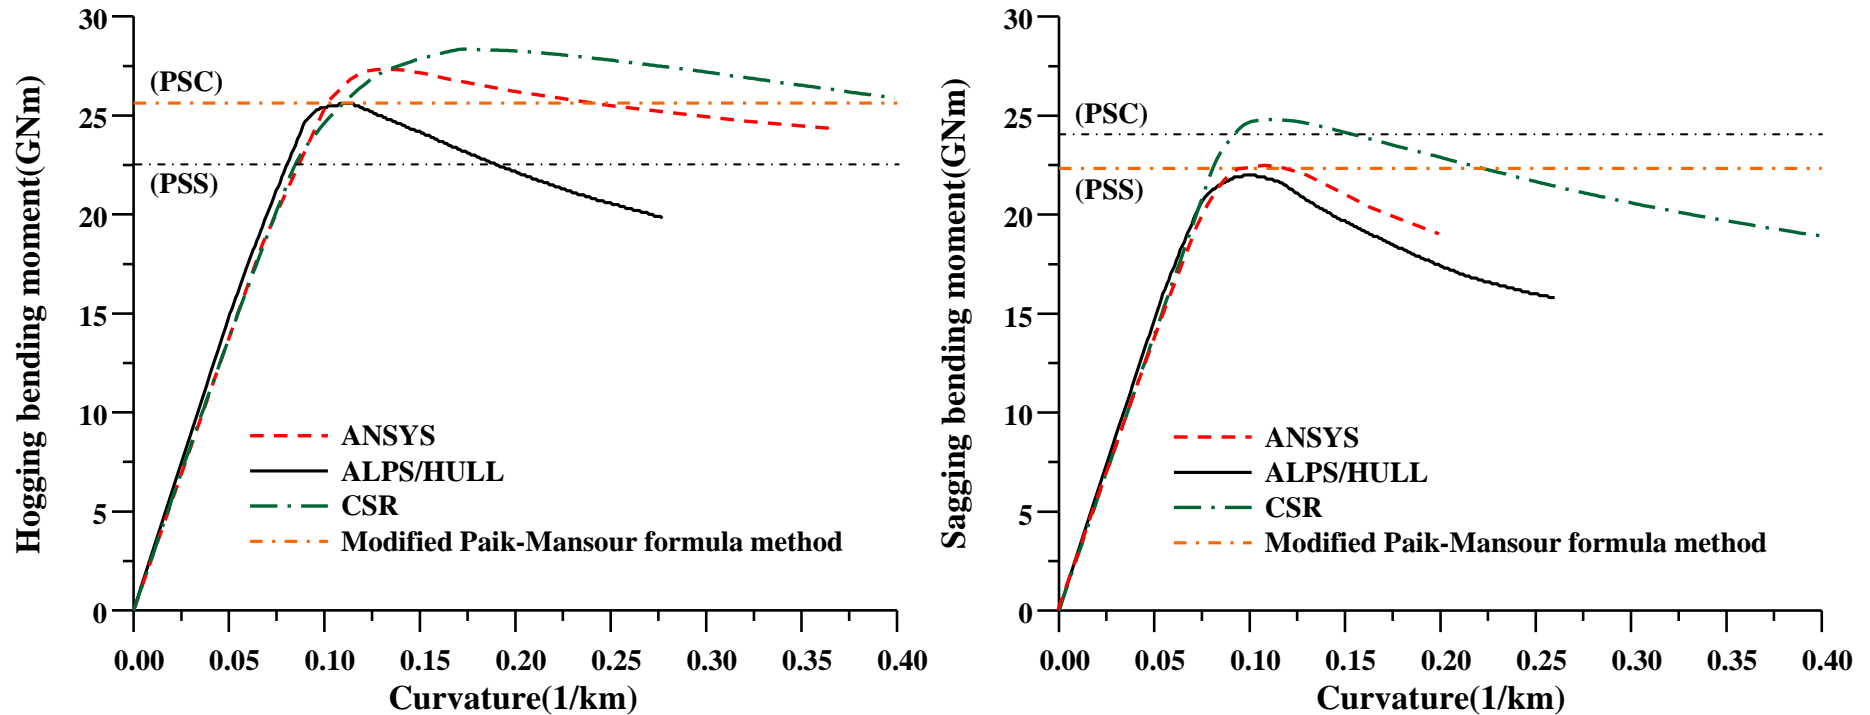 Hogging bending moment(GNm)
30
25
20
15
10
5
0
(PSC)
(PSS)
ANSYS
ALPS/HULL
CSR
Modified Paik-Mansour formula method
0.00 0.05 0.10 0.15 0.20 0.25 0.30 0.35 0.40
Curvature(1/km)
Sagging bending moment(GNm)
30
25
20
15
10
5
0
(PSC)
(PSS)
ANSYS
ALPS/HULL
CSR
Modified Paik-Mansour formula method
0.00 0.05 0.10 0.15 0.20 0.25 0.30 0.35 0.40
Curvature(1/km)